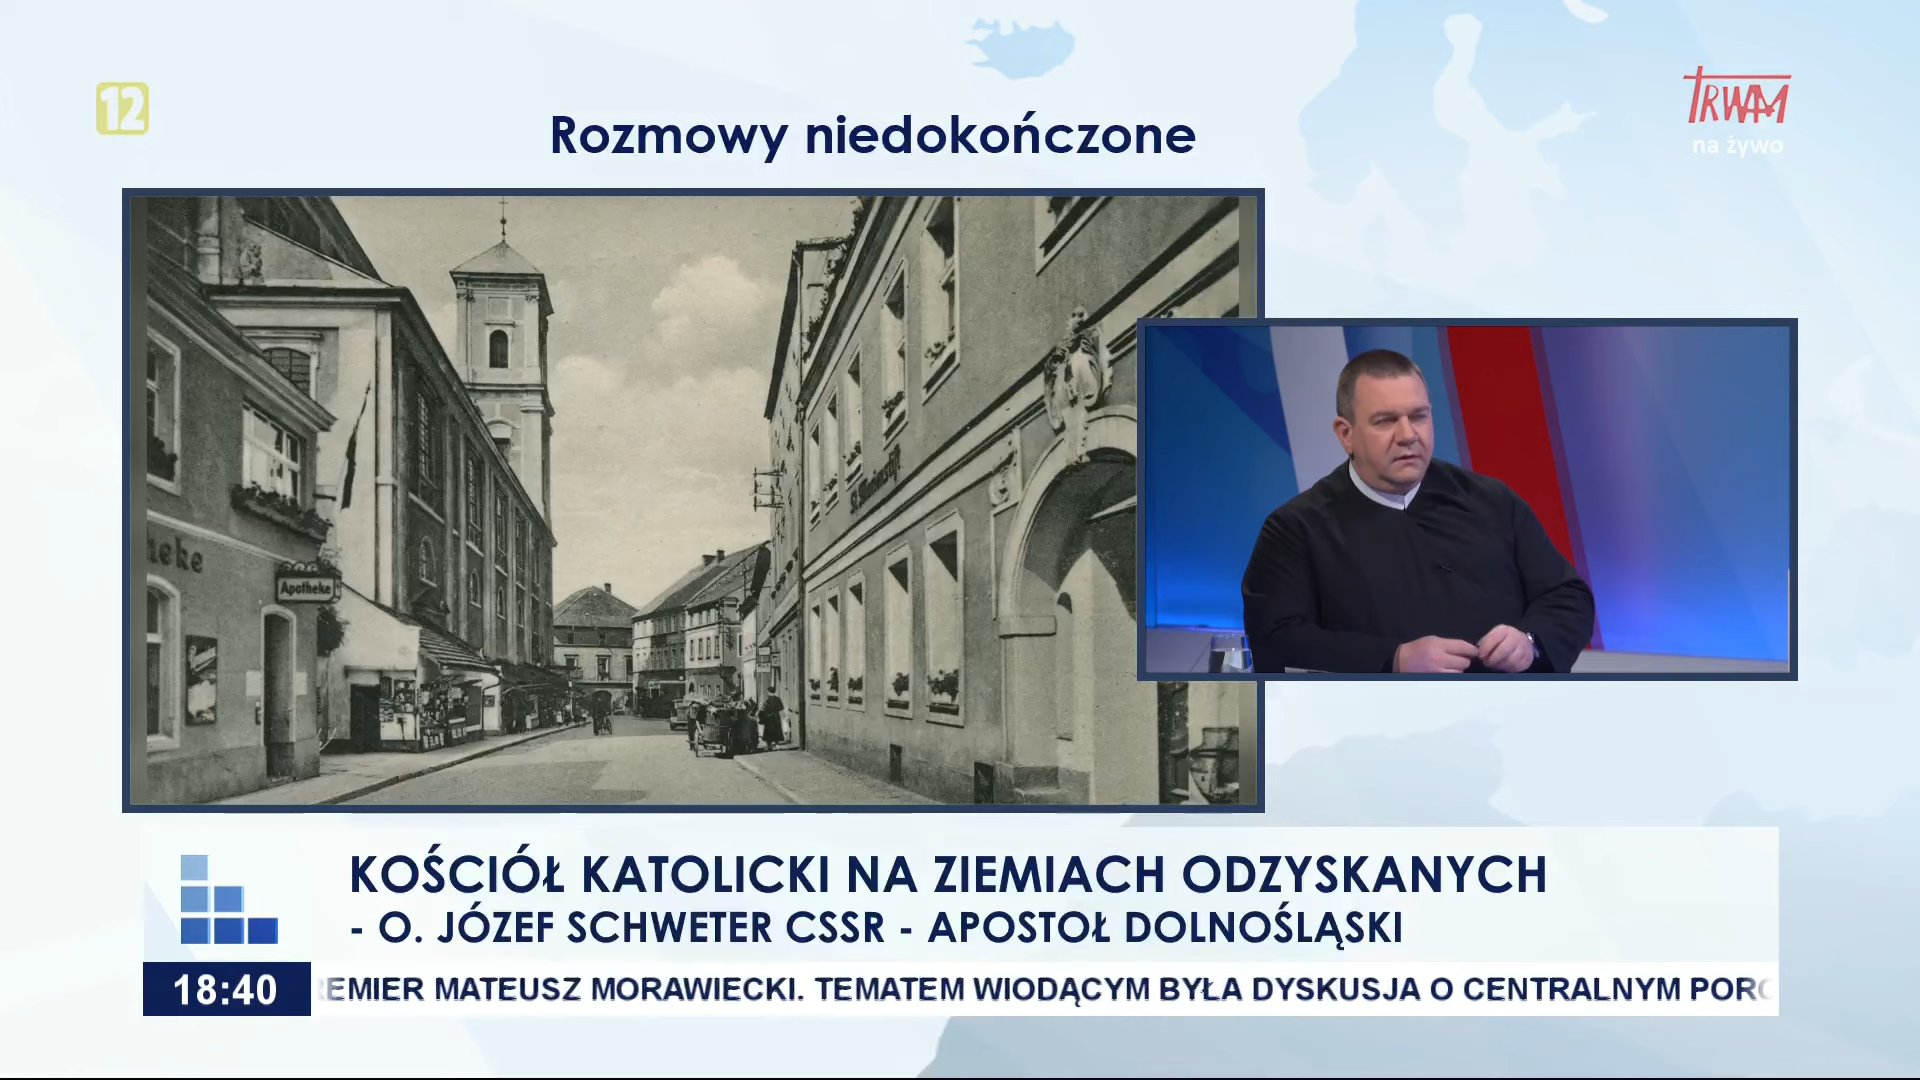 12
TRWAM
na żywo
Rozmowy niedokończone
Apotheke
KOŚCIÓŁ KATOLICKI NA ZIEMIACH ODZYSKANYCH
- O. JÓZEF SCHWETER CSSR - APOSTOŁ DOLNOŚLĄSKI
18:40
EMIER MATEUSZ MORAWIECKI. TEMATEM WIODĄCYM BYŁA DYSKUSJA O CENTRALNYM PORC